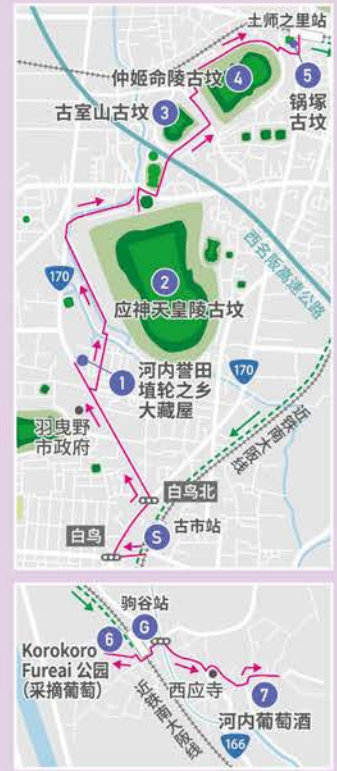 土师之里站
仲姬命陵古坟
4
5
锅塚
古坟
古室山古坟
3
西名阪高速公路
170
2
应神天皇陵古坟
1
河内誉田
埴轮之乡
大藏屋
170
羽曳野
市政府
近铁南大阪线
白鸟北
S
古市站
白鸟
驹谷站
G
6
Korokoro
Fureai 公园
(采摘葡萄)
西应寺
7
河内葡萄酒
近铁南大阪线
166